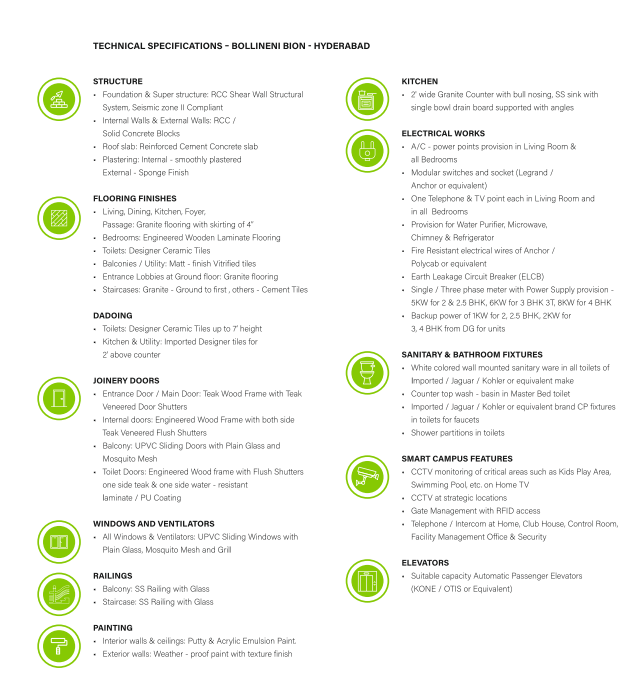 TECHNICAL SPECIFICATIONS – BOLLINENI BION - HYDERABAD
STRUCTURE
• Foundation & Super structure: RCC Shear Wall Structural
System, Seismic zone II Compliant
• Internal Walls & External Walls: RCC /
Solid Concrete Blocks
• Roof slab: Reinforced Cement Concrete slab
• Plastering: Internal - smoothly plastered
External - Sponge Finish
FLOORING FINISHES
• Living, Dining, Kitchen, Foyer,
Passage: Granite flooring with skirting of 4”
• Bedrooms: Engineered Wooden Laminate Flooring
• Toilets: Designer Ceramic Tiles
• Balconies / Utility: Matt - finish Vitrified tiles
• Entrance Lobbies at Ground floor: Granite flooring
• Staircases: Granite - Ground to first , others - Cement Tiles
DADOING
• Toilets: Designer Ceramic Tiles up to 7’ height
• Kitchen & Utility: Imported Designer tiles for
2’ above counter
JOINERY DOORS
• Entrance Door / Main Door: Teak Wood Frame with Teak
Veneered Door Shutters
• Internal doors: Engineered Wood Frame with both side
Teak Veneered Flush Shutters
• Balcony: UPVC Sliding Doors with Plain Glass and
Mosquito Mesh
• Toilet Doors: Engineered Wood frame with Flush Shutters
one side teak & one side water - resistant
laminate / PU Coating
WINDOWS AND VENTILATORS
• All Windows & Ventilators: UPVC Sliding Windows with
Plain Glass, Mosquito Mesh and Grill
RAILINGS
• Balcony: SS Railing with Glass
• Staircase: SS Railing with Glass
PAINTING
• Interior walls & ceilings: Putty & Acrylic Emulsion Paint.
• Exterior walls: Weather - proof paint with texture finish
KITCHEN
• 2’ wide Granite Counter with bull nosing, SS sink with
single bowl drain board supported with angles
ELECTRICAL WORKS
• A/C - power points provision in Living Room &
all Bedrooms
• Modular switches and socket (Legrand /
Anchor or equivalent)
• One Telephone & TV point each in Living Room and
in all Bedrooms
• Provision for Water Purifier, Microwave,
Chimney & Refrigerator
• Fire Resistant electrical wires of Anchor /
Polycab or equivalent
• Earth Leakage Circuit Breaker (ELCB)
• Single / Three phase meter with Power Supply provision -
5KW for 2 & 2.5 BHK, 6KW for 3 BHK 3T, 8KW for 4 BHK
• Backup power of 1KW for 2, 2.5 BHK, 2KW for
3, 4 BHK from DG for units
SANITARY & BATHROOM FIXTURES
• White colored wall mounted sanitary ware in all toilets of
Imported / Jaguar / Kohler or equivalent make
• Counter top wash - basin in Master Bed toilet
• Imported / Jaguar / Kohler or equivalent brand CP fixtures
in toilets for faucets
• Shower partitions in toilets
SMART CAMPUS FEATURES
• CCTV monitoring of critical areas such as Kids Play Area,
Swimming Pool, etc. on Home TV
• CCTV at strategic locations
• Gate Management with RFID access
• Telephone / Intercom at Home, Club House, Control Room,
Facility Management Office & Security
ELEVATORS
• Suitable capacity Automatic Passenger Elevators
(KONE / OTIS or Equivalent)